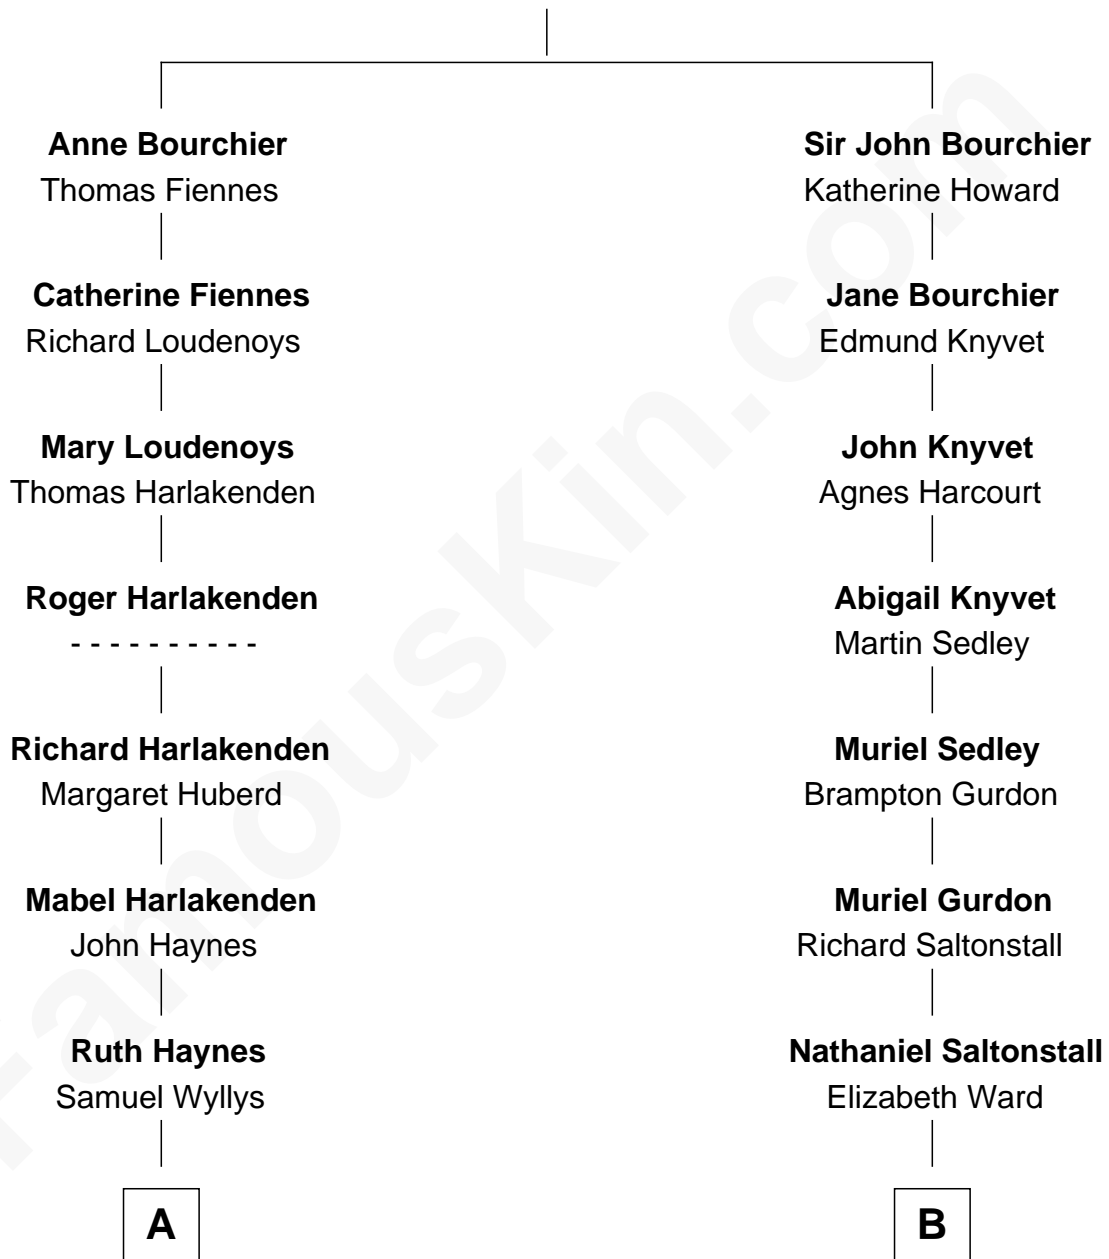 Anne Bourchier
Thomas Fiennes
Sir John Bourchier
Katherine Howard
Catherine Fiennes
Richard Loudenoys
Jane Bourchier
Edmund Knyvet
Mary Loudenoys
Thomas Harlakenden
John Knyvet
Agnes Harcourt
Roger Harlakenden
- - - - - - - - - -
Abigail Knyvet
Martin Sedley
Richard Harlakenden
Margaret Huberd
Muriel Sedley
Brampton Gurdon
Mabel Harlakenden
John Haynes
Muriel Gurdon
Richard Saltonstall
Ruth Haynes
Samuel Wyllys
Nathaniel Saltonstall
Elizabeth Ward
A
B
FamousKin.com